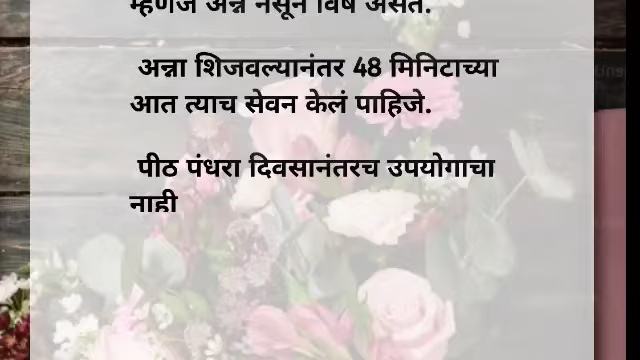 म्हणजे अन्न नसून विष असतं.
अन्ना शिजवल्यानंतर 48 मिनिटाच्या
आत त्याच सेवन केलं पाहिजे.
पीठ पंधरा दिवसानंतरच उपयोगाचा
नाही